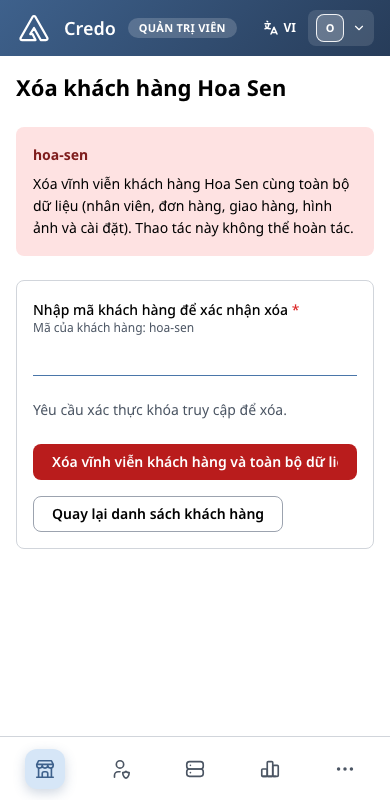 Credo
QUẢN TRỊ VIÊN
VI
O
Xóa khách hàng Hoa Sen
hoa-sen
Xóa vĩnh viễn khách hàng Hoa Sen cùng toàn bộ
dữ liệu (nhân viên, đơn hàng, giao hàng, hình
ảnh và cài đặt). Thao tác này không thể hoàn tác.
Nhập mã khách hàng để xác nhận xóa *
Mã của khách hàng: hoa-sen
Yêu cầu xác thực khóa truy cập để xóa.
Xóa vĩnh viễn khách hàng và toàn bộ dữ
Quay lại danh sách khách hàng